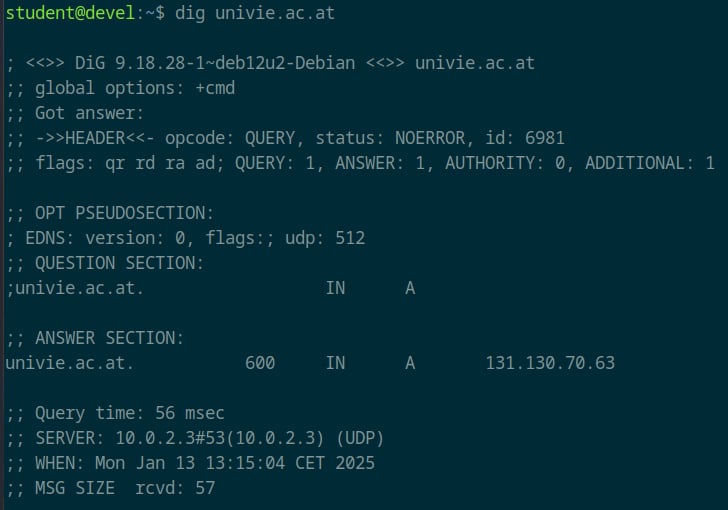 student@devel:~$ dig univie.ac.at

; <<>> DiG 9.18.28-1~deb12u2-Debian <<>> univie.ac.at
;; global options: +cmd
;; Got answer:
;; ->>HEADER<<- opcode: QUERY, status: NOERROR, id: 6981
;; flags: qr rd ra ad; QUERY: 1, ANSWER: 1, AUTHORITY: 0, ADDITIONAL: 1

;; OPT PSEUDOSECTION:
; EDNS: version: 0, flags:; udp: 512
;; QUESTION SECTION:
;univie.ac.at.                  IN      A

;; ANSWER SECTION:
univie.ac.at.           600     IN      A       131.130.70.63

;; Query time: 56 msec
;; SERVER: 10.0.2.3#53(10.0.2.3) (UDP)
;; WHEN: Mon Jan 13 13:15:04 CET 2025
;; MSG SIZE  rcvd: 57